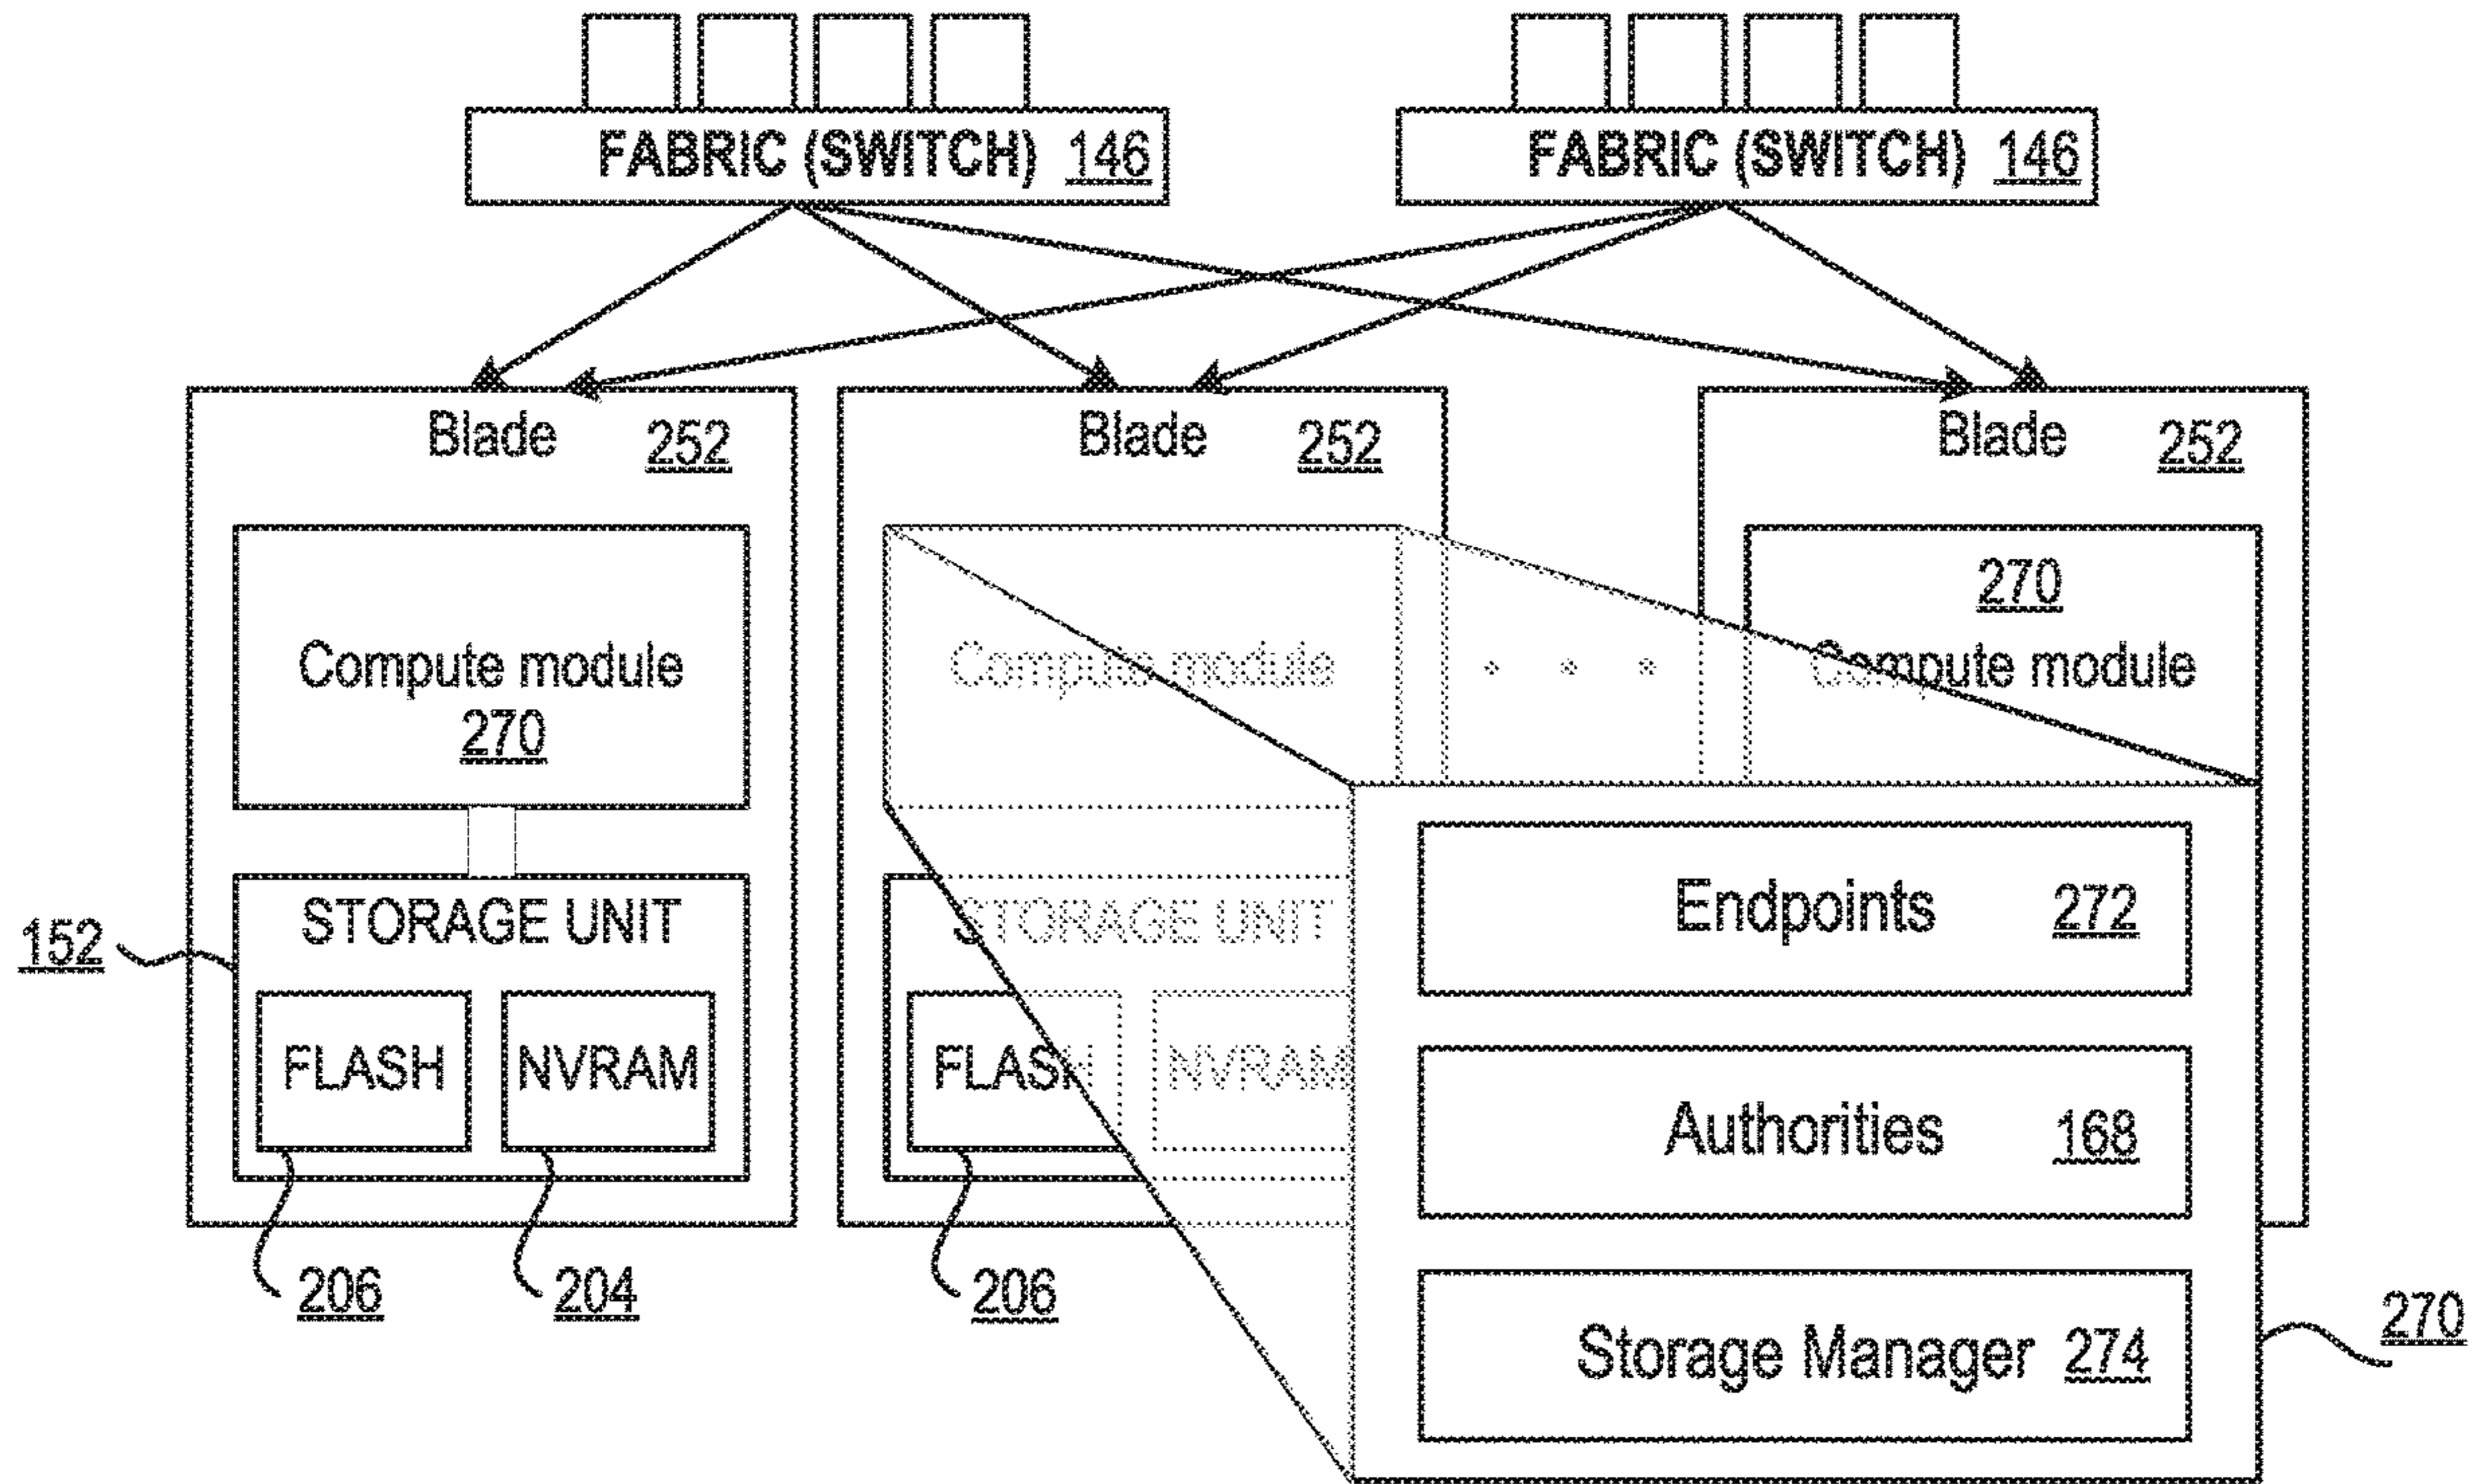 FABRIC (SWITCH) 146
FABRIC (SWITCH) 146
Blade 252
Blade 252
Blade 252
Compute module
270
Compute module
. . .
270
Compute module
STORAGE UNIT
152
FLASH
NVRAM
206
204
STORAGE UNIT
FLASH
NVRAM
206
Endpoints 272
Authorities 168
Storage Manager 274
270